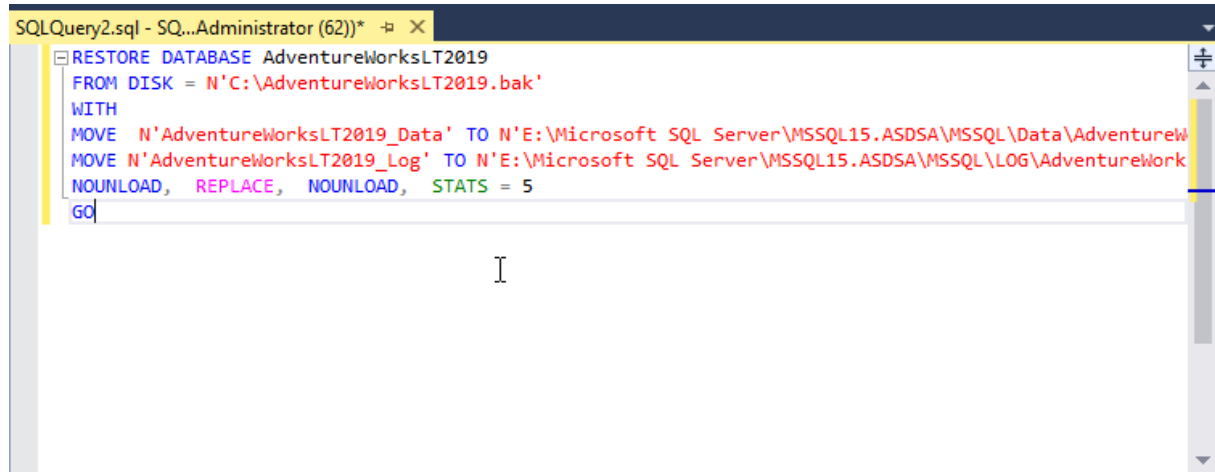 SQLQuery2.sql - SQ...Administrator (62))*
RESTORE DATABASE AdventureWorksLT2019
FROM DISK = N'C:\AdventureWorksLT2019.bak'
WITH
MOVE  N'AdventureWorksLT2019_Data' TO N'E:\Microsoft SQL Server\MSSQL15.ASDSA\MSSQL\Data\AdventureW
MOVE N'AdventureWorksLT2019_Log' TO N'E:\Microsoft SQL Server\MSSQL15.ASDSA\MSSQL\LOG\AdventureWork
NOUNLOAD,  REPLACE,  NOUNLOAD,  STATS = 5
GO